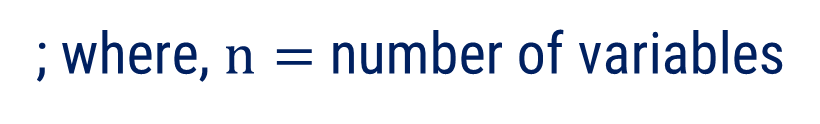 ; where, n = number of variables